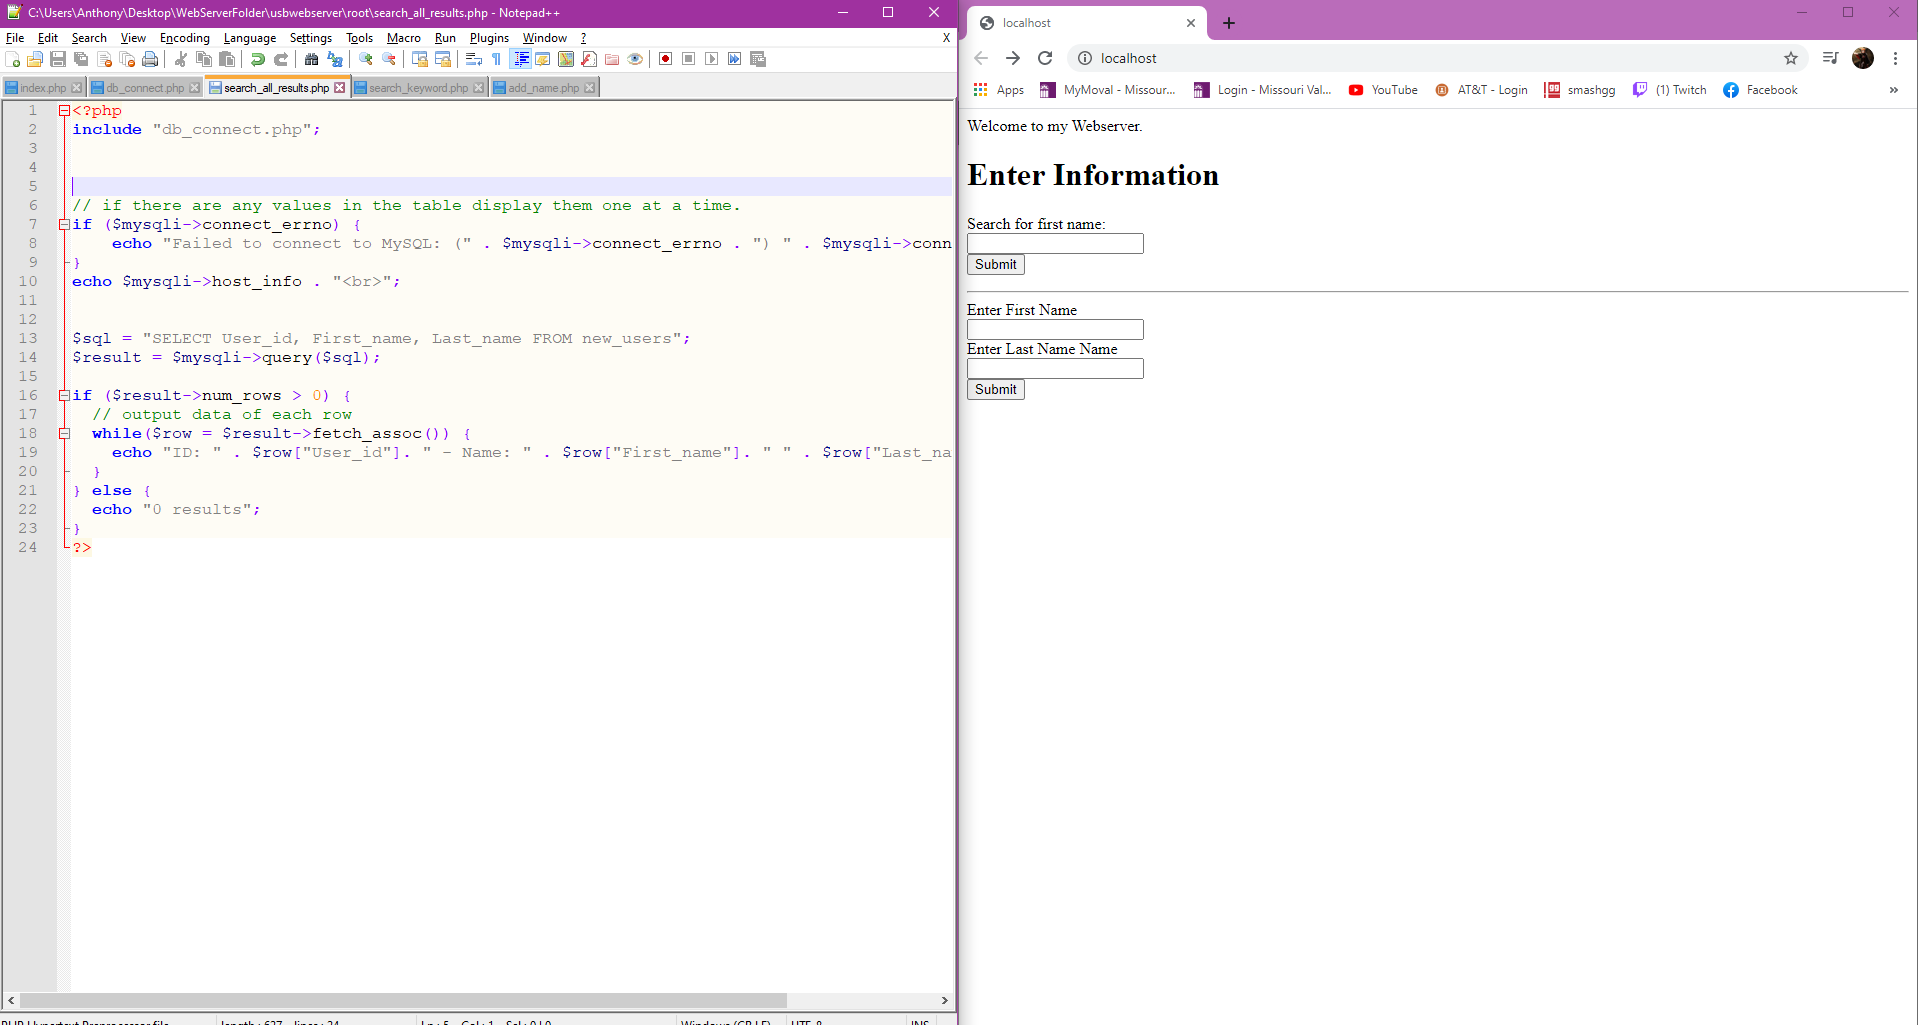 C:\Users\Anthony\Desktop\WebServerFolder\usbwebserver\root\search_all_results.php - Notepad++
File Edit Search View Encoding Language Settings Tools Macro Run Plugins Window ? X
index.php db_connect.php search_all_results.php search_keyword.php add_name.php
1 <?php
2 include "db_connect.php";
3
4
5
6 // if there are any values in the table display them one at a time.
7 if ($mysqli->connect_errno) {
8 echo "Failed to connect to MySQL: (" . $mysqli->connect_errno . ") " . $mysqli->conn
9 }
10 echo $mysqli->host_info . "<br>";
11
12
13 $sql = "SELECT User_id, First_name, Last_name FROM new_users";
14 $result = $mysqli->query($sql);
15
16 if ($result->num_rows > 0) {
17 // output data of each row
18 while($row = $result->fetch_assoc()) {
19 echo "ID: " . $row["User_id"]. " - Name: " . $row["First_name"]. " " . $row["Last_na
20 }
21 } else {
22 echo "0 results";
23 }
24 ?>
PHP Hypertext Preprocessor file length : 627 lines : 24 Ln : 5 Col : 1 Sel : 0 | 0 Windows (CR LF) UTF-8 INS
localhost
localhost
Apps MyMoval - Missour... Login - Missouri Val... YouTube AT&T - Login smashgg (1) Twitch Facebook »
Welcome to my Webserver.
Enter Information
Search for first name:
Submit
Enter First Name
Enter Last Name Name
Submit